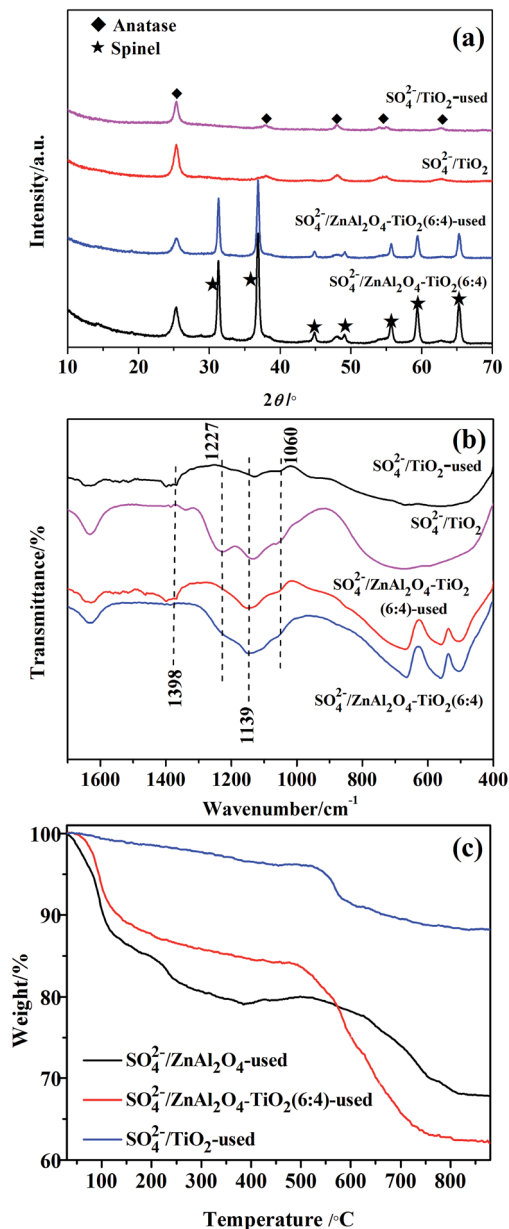 ◆ Anatase
★ Spinel
(a)
SO₄²⁻/TiO₂-used
SO₄²⁻/TiO₂
SO₄²⁻/ZnAl₂O₄-TiO₂(6:4)-used
SO₄²⁻/ZnAl₂O₄-TiO₂(6:4)
Intensity/a.u.
10 20 30 40 50 60 70
2θ/°
(b)
1227
1060
SO₄²⁻/TiO₂-used
SO₄²⁻/TiO₂
SO₄²⁻/ZnAl₂O₄-TiO₂
(6:4)-used
SO₄²⁻/ZnAl₂O₄-TiO₂(6:4)
1398
1139
Transmittance/%
1600 1400 1200 1000 800 600 400
Wavenumber/cm⁻¹
(c)
100
90
80
70
60
Weight/%
SO₄²⁻/ZnAl₂O₄-used
SO₄²⁻/ZnAl₂O₄-TiO₂(6:4)-used
SO₄²⁻/TiO₂-used
100 200 300 400 500 600 700 800
Temperature /°C